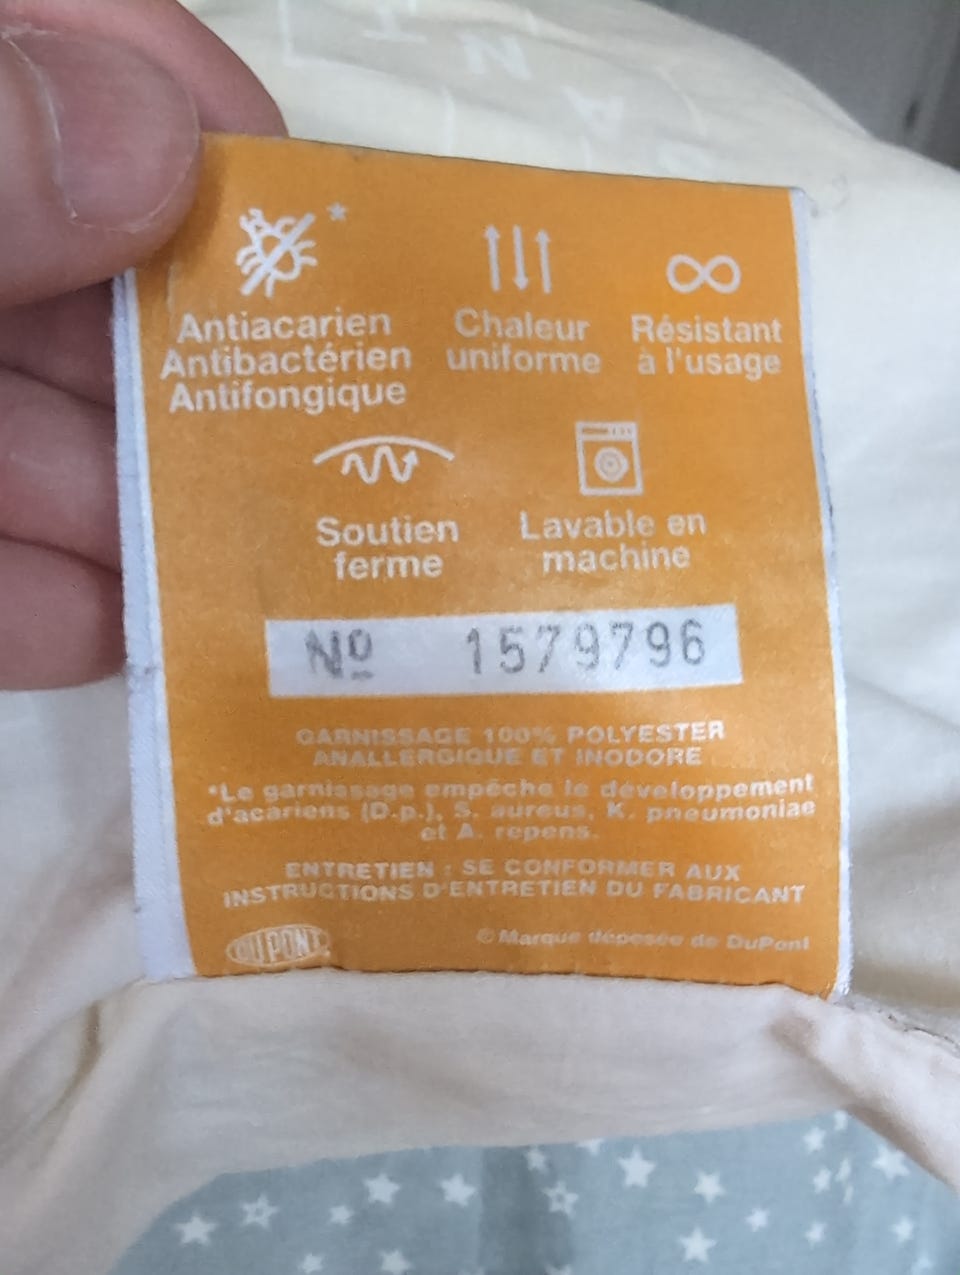 Antiacarien
Antibactérien
Antifongique
Chaleur
uniforme
Résistant
à l'usage
Soutien
ferme
Lavable en
machine
Nº 1579796
GARNISSAGE 100% POLYESTER
ANALLERGIQUE ET INODORE
*Le garnissage empêche le développement
d'acariens (D.p.), S. aureus, K. pneumoniae
et A. repens.
ENTRETIEN : SE CONFORMER AUX
INSTRUCTIONS D'ENTRETIEN DU FABRICANT
DU PONT
© Marque déposée de DuPont